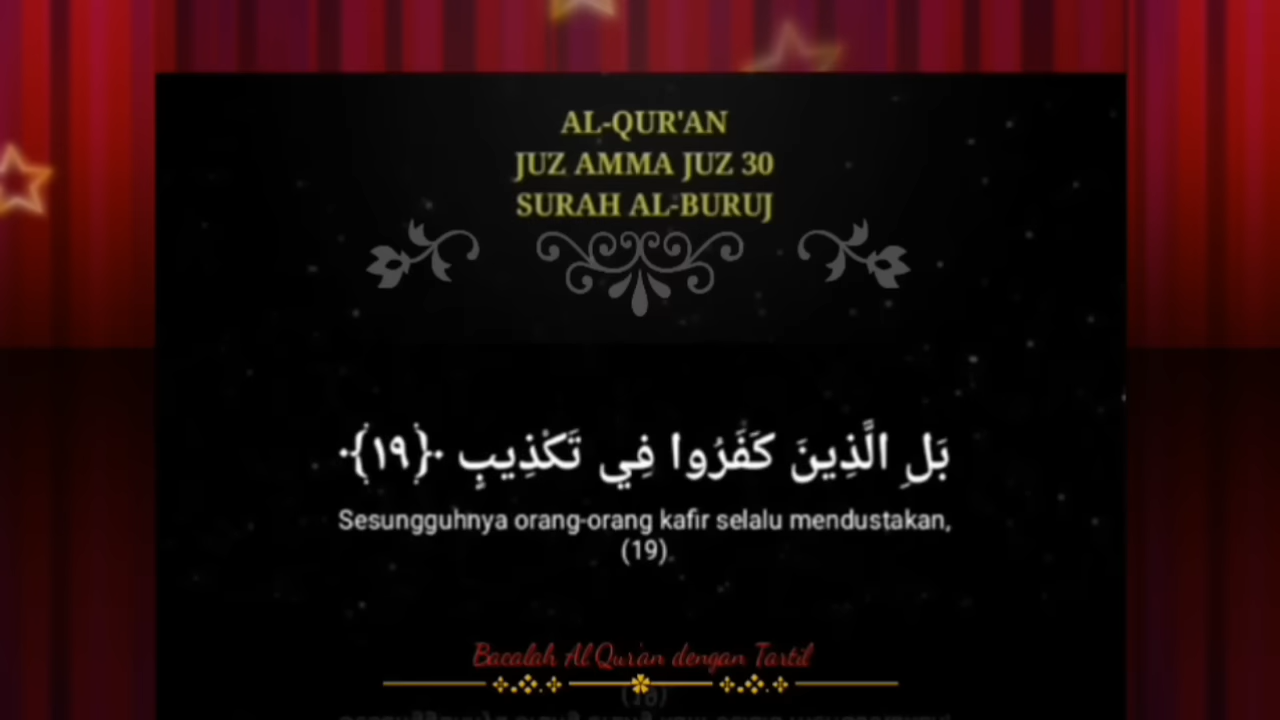 AL-QUR'AN
JUZ AMMA JUZ 30
SURAH AL-BURUJ
بَلِ الَّذِينَ كَفَرُوا فِي تَكْذِيبٍ ﴿١٩﴾
Sesungguhnya orang-orang kafir selalu mendustakan,
(19)
Bacalah Al Qur'an dengan Tartil